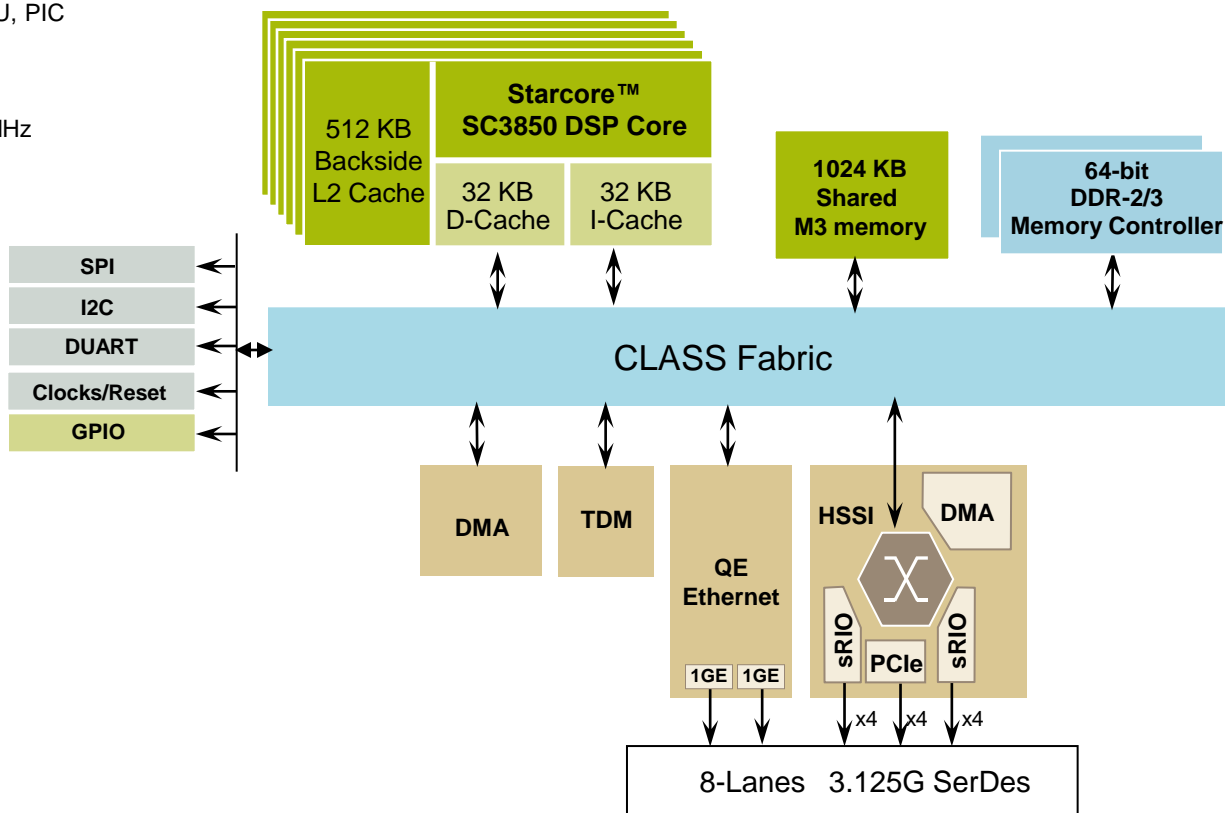 U, PIC
Hz
Starcore™
SC3850 DSP Core
512 KB
Backside
L2 Cache
32 KB
D-Cache
32 KB
I-Cache
1024 KB
Shared
M3 memory
64-bit
DDR-2/3
Memory Controller
SPI
I2C
DUART
Clocks/Reset
GPIO
CLASS Fabric
DMA
TDM
QE
Ethernet
1GE
1GE
HSSI
DMA
sRIO
PCIe
sRIO
x4
x4
x4
8-Lanes 3.125G SerDes